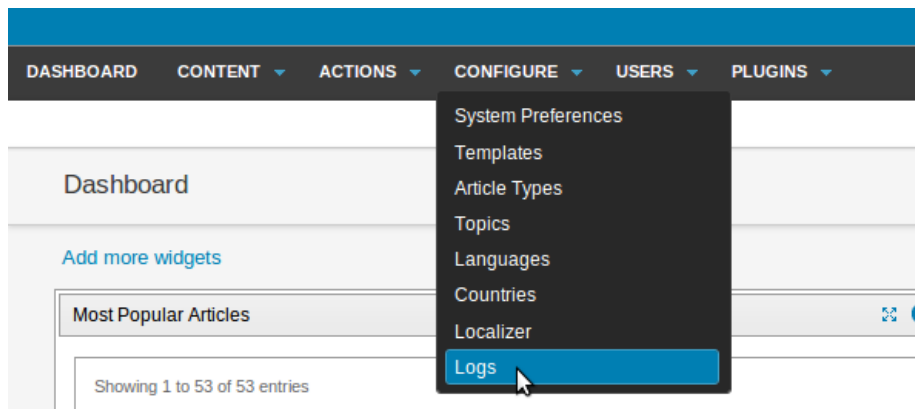 DASHBOARD CONTENT ACTIONS CONFIGURE USERS PLUGINS
System Preferences
Templates
Article Types
Topics
Languages
Countries
Localizer
Logs
Dashboard
Add more widgets
Most Popular Articles
Showing 1 to 53 of 53 entries